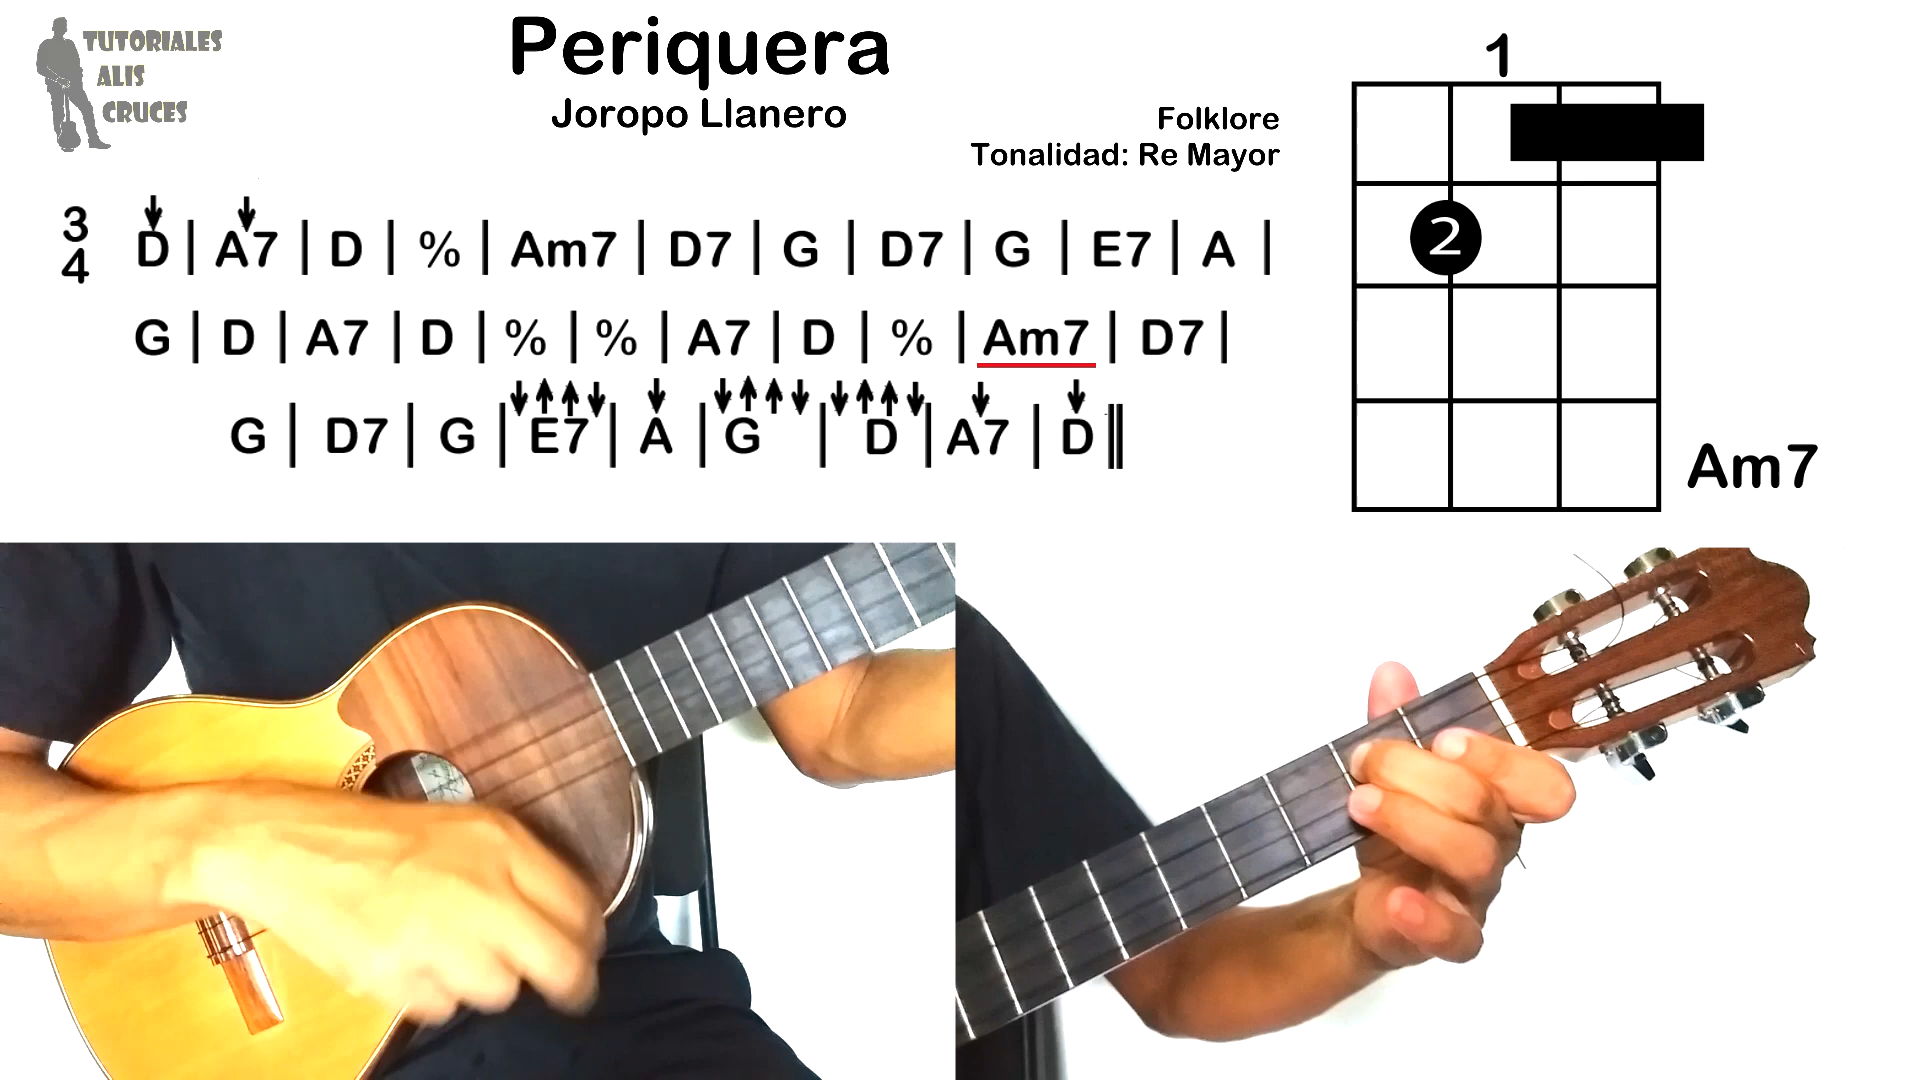 TUTORIALES
ALIS
CRUCES
Periquera
Joropo Llanero
Folklore
Tonalidad: Re Mayor
3
4
D | A7 | D | % | Am7 | D7 | G | D7 | G | E7 | A |
G | D | A7 | D | % | % | A7 | D | % | Am7 | D7 |
G | D7 | G | E7 | A | G | D | A7 | D ||
1
2
Am7